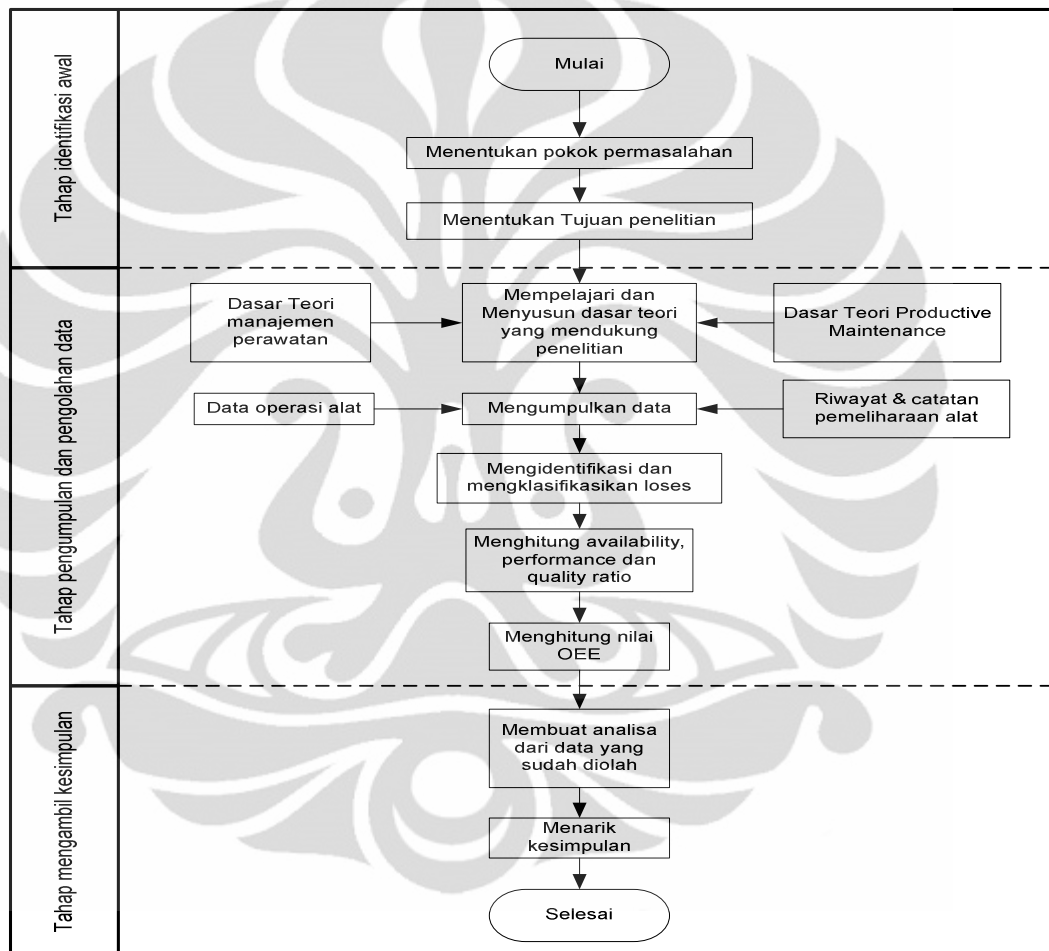 Tahap identifikasi awal
Mulai
Menentukan pokok permasalahan
Menentukan Tujuan penelitian
Tahap pengumpulan dan pengolahan data
Dasar Teori
manajemen
perawatan
Mempelajari dan
Menyusun dasar teori
yang mendukung
penelitian
Dasar Teori Productive
Maintenance
Data operasi alat
Mengumpulkan data
Riwayat & catatan
pemeliharaan alat
Mengidentifikasi dan
mengklasifikasikan loses
Menghitung availability,
performance dan
quality ratio
Menghitung nilai
OEE
Tahap mengambil kesimpulan
Membuat analisa
dari data yang
sudah diolah
Menarik
kesimpulan
Selesai